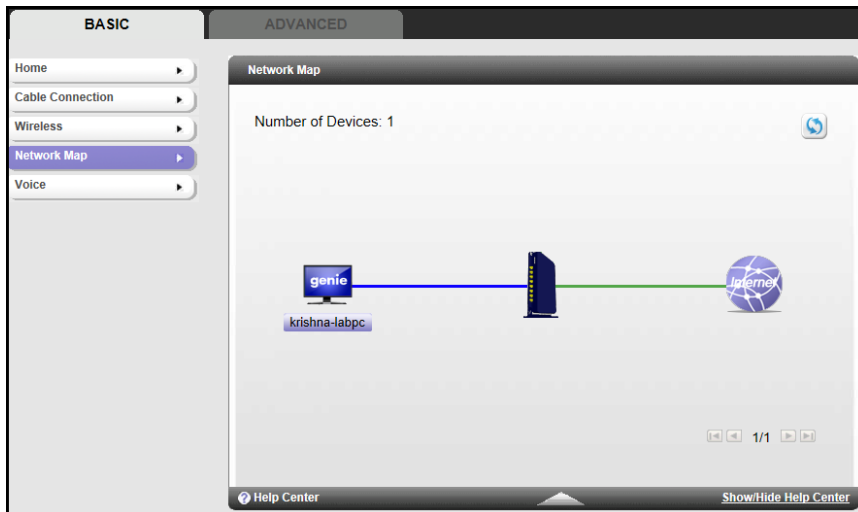 BASIC
ADVANCED
Home
Cable Connection
Wireless
Network Map
Voice
Network Map
Number of Devices: 1
genie
Internet
krishna-labpc
1/1
? Help Center
Show/Hide Help Center